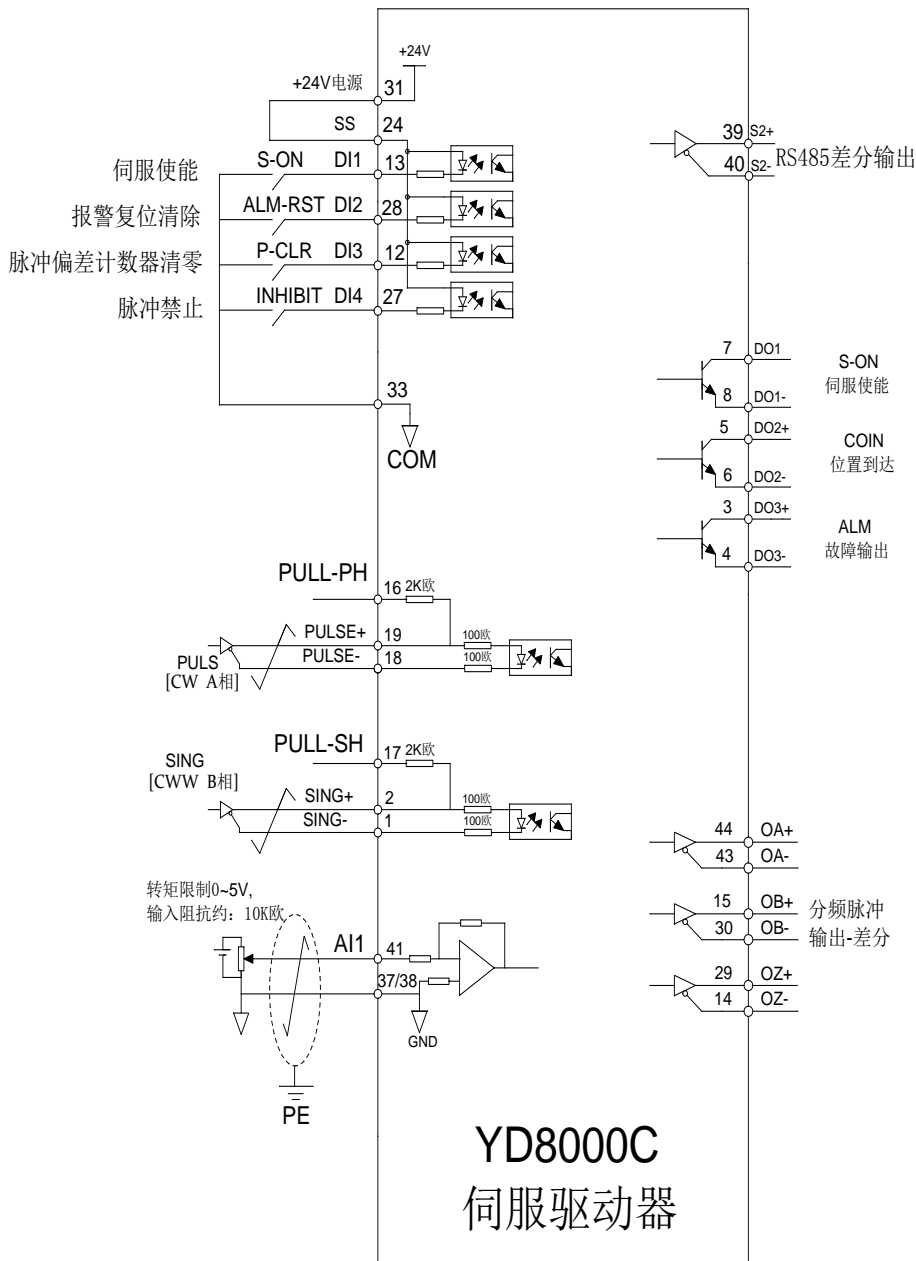 +24V
+24V电源 31
SS 24
伺服使能 S-ON DI1 13
报警复位清除 ALM-RST DI2 28
脉冲偏差计数器清零 P-CLR DI3 12
脉冲禁止 INHIBIT DI4 27
33
COM
PULL-PH
16 2K欧
PULSE+ 19 100欧
PULSE- 18 100欧
PULS
[CW A相]
PULL-SH
17 2K欧
SING
[CWW B相]
SING+ 2 100欧
SING- 1 100欧
转矩限制0~5V,
输入阻抗约: 10K欧
AI1 41
37/38
GND
PE
39 S2+
40 S2-
RS485差分输出
7 DO1
8 DO1-
S-ON
伺服使能
5 DO2+
6 DO2-
COIN
位置到达
3 DO3+
4 DO3-
ALM
故障输出
44 OA+
43 OA-
15 OB+
30 OB-
分频脉冲
输出-差分
29 OZ+
14 OZ-
YD8000C
伺服驱动器